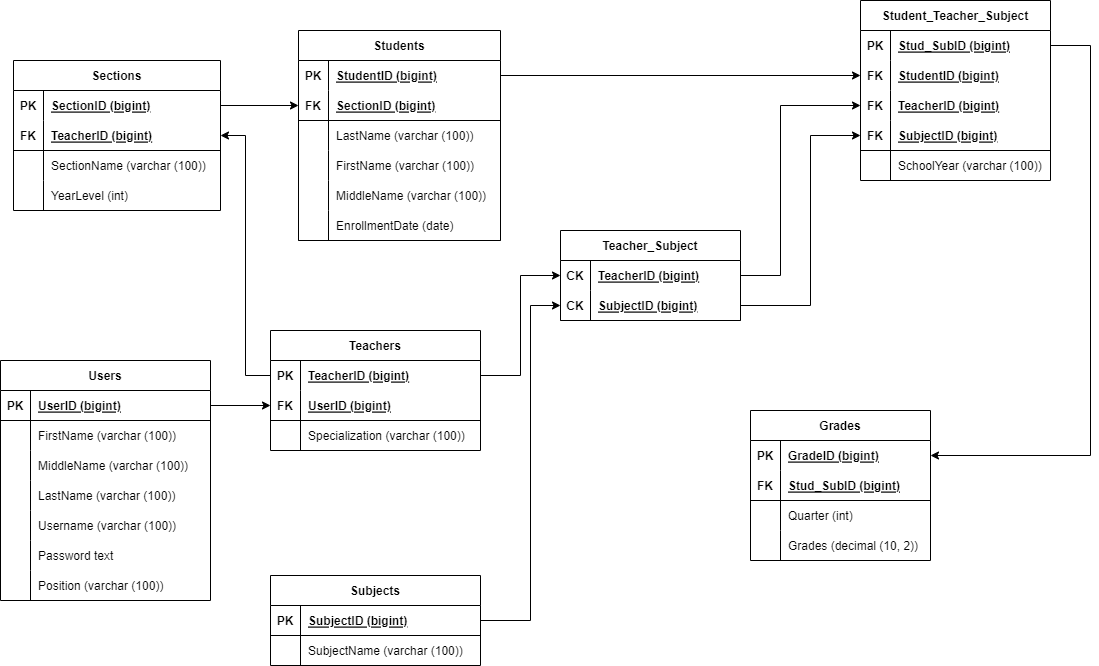 Sections
PK SectionID (bigint)
FK TeacherID (bigint)
SectionName (varchar (100))
YearLevel (int)
Students
PK StudentID (bigint)
FK SectionID (bigint)
LastName (varchar (100))
FirstName (varchar (100))
MiddleName (varchar (100))
EnrollmentDate (date)
Student_Teacher_Subject
PK Stud_SubID (bigint)
FK StudentID (bigint)
FK TeacherID (bigint)
FK SubjectID (bigint)
SchoolYear (varchar (100))
Teacher_Subject
CK TeacherID (bigint)
CK SubjectID (bigint)
Users
PK UserID (bigint)
FirstName (varchar (100))
MiddleName (varchar (100))
LastName (varchar (100))
Username (varchar (100))
Password text
Position (varchar (100))
Teachers
PK TeacherID (bigint)
FK UserID (bigint)
Specialization (varchar (100))
Grades
PK GradeID (bigint)
FK Stud_SubID (bigint)
Quarter (int)
Grades (decimal (10, 2))
Subjects
PK SubjectID (bigint)
SubjectName (varchar (100))